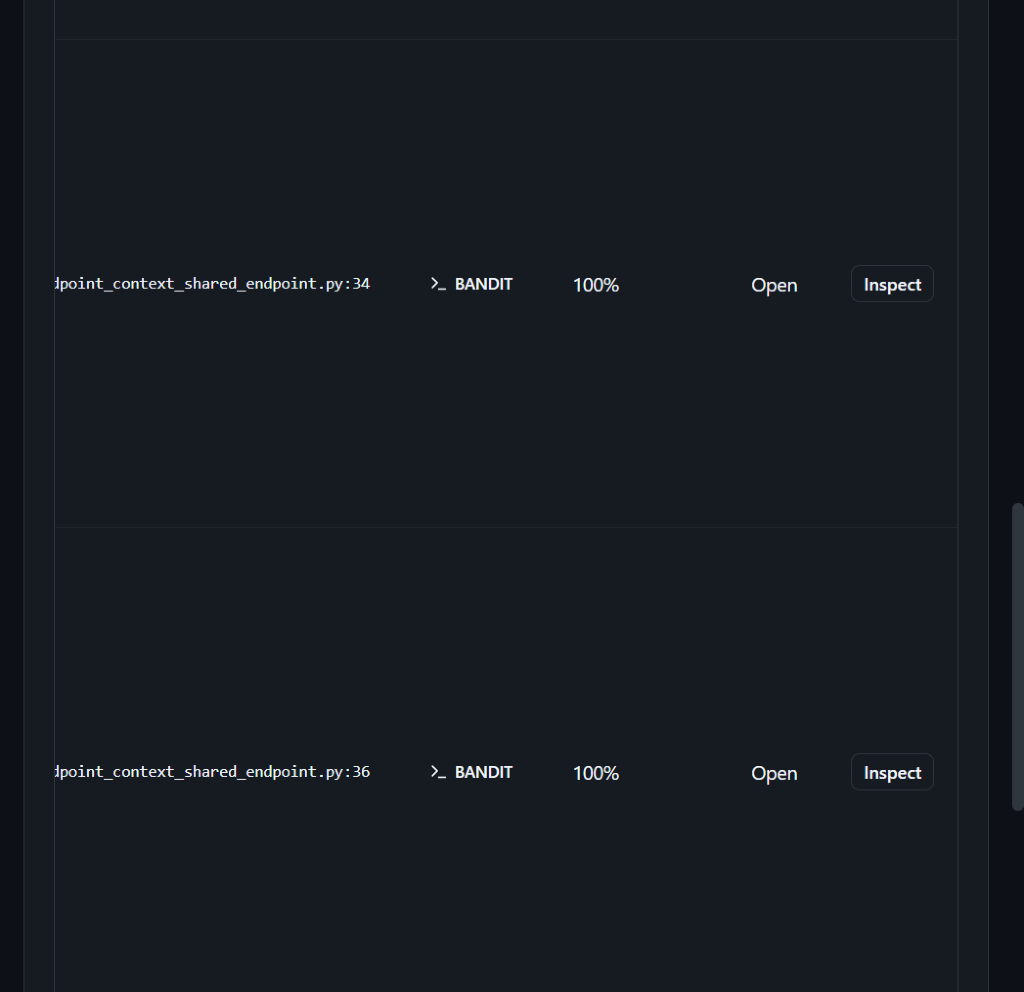 dpoint_context_shared_endpoint.py:34 >_ BANDIT 100% Open Inspect
dpoint_context_shared_endpoint.py:36 >_ BANDIT 100% Open Inspect